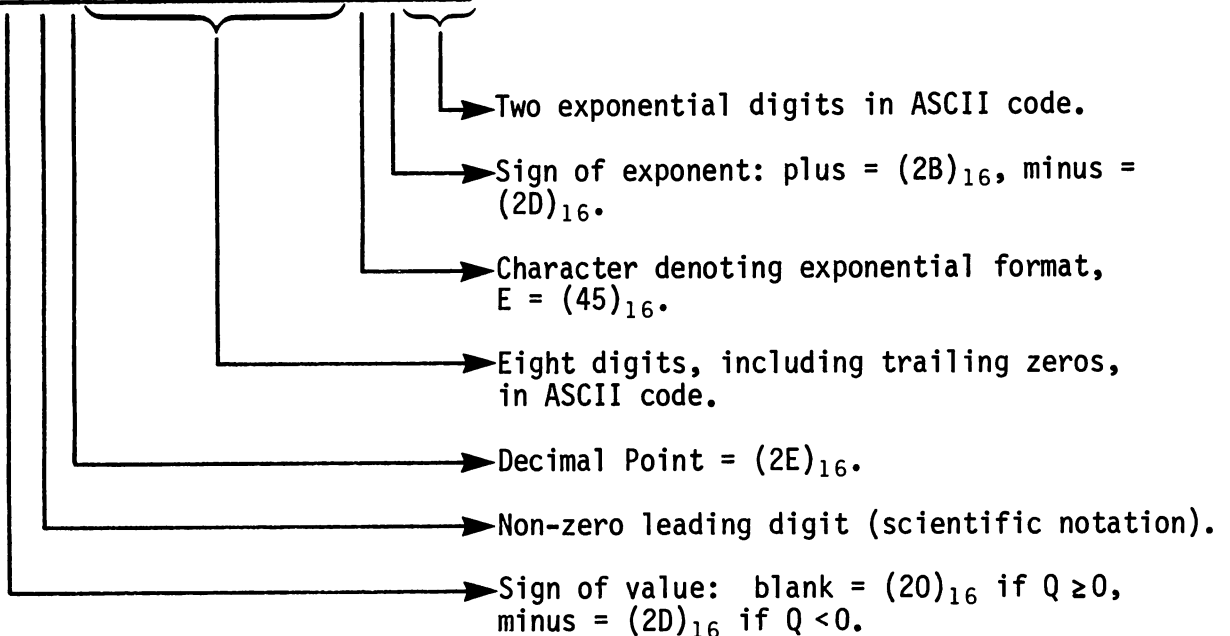 Two exponential digits in ASCII code.
Sign of exponent: plus = (2B)₁₆, minus =
(2D)₁₆.
Character denoting exponential format,
E = (45)₁₆.
Eight digits, including trailing zeros,
in ASCII code.
Decimal Point = (2E)₁₆.
Non-zero leading digit (scientific notation).
Sign of value:  blank = (20)₁₆ if Q ≥0,
minus = (2D)₁₆ if Q <0.